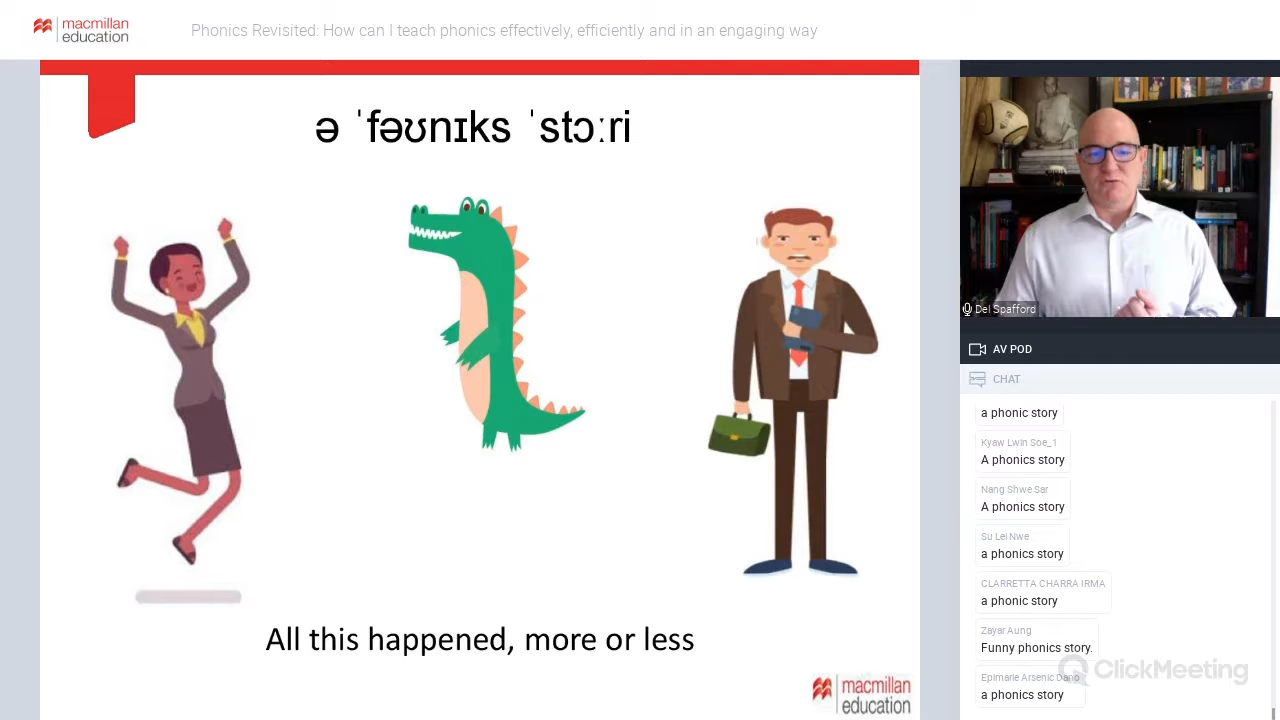 macmillan
education
Phonics Revisited: How can I teach phonics effectively, efficiently and in an engaging way
ə ˈfəʊnɪks ˈstɔːri
All this happened, more or less
macmillan
education
Del Spafford
AV POD
CHAT
a phonic story
Kyaw Lwin Soe_1
A phonics story
Nang Shwe Sar
A phonics story
Su Lei Nwe
a phonics story
CLARRETTA CHARRA IRMA
a phonic story
Zayar Aung
Funny phonics story.
Epimarie Arsenic Dano
a phonics story
ClickMeeting